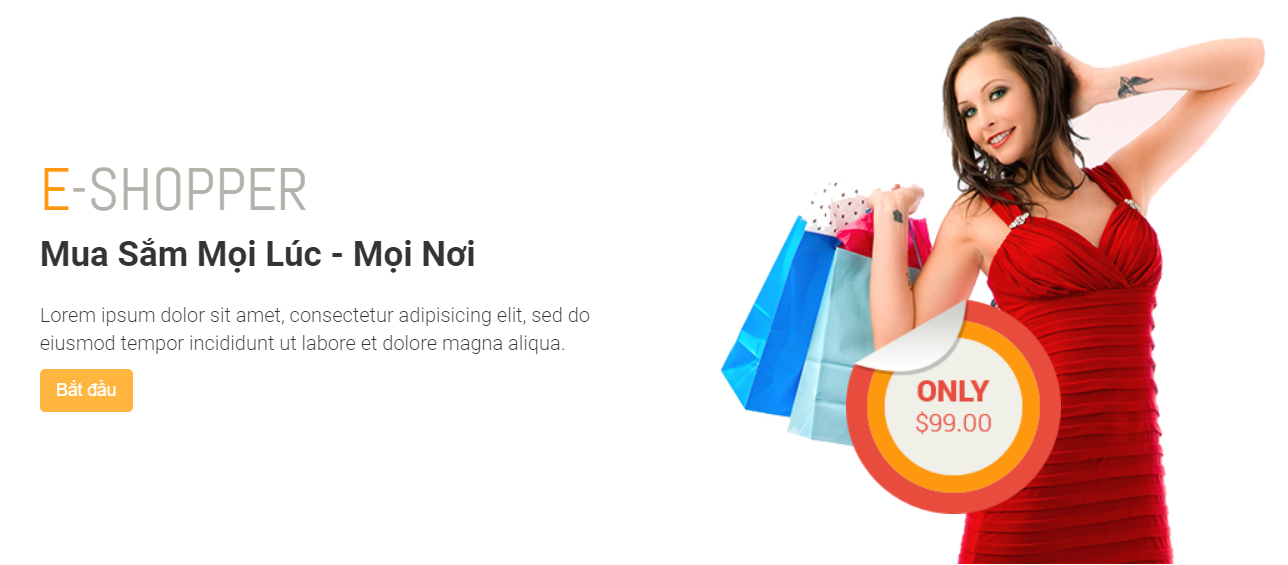 E-SHOPPER
Mua Sắm Mọi Lúc - Mọi Nơi
Lorem ipsum dolor sit amet, consectetur adipisicing elit, sed do
eiusmod tempor incididunt ut labore et dolore magna aliqua.
Bắt đầu
ONLY
$99.00